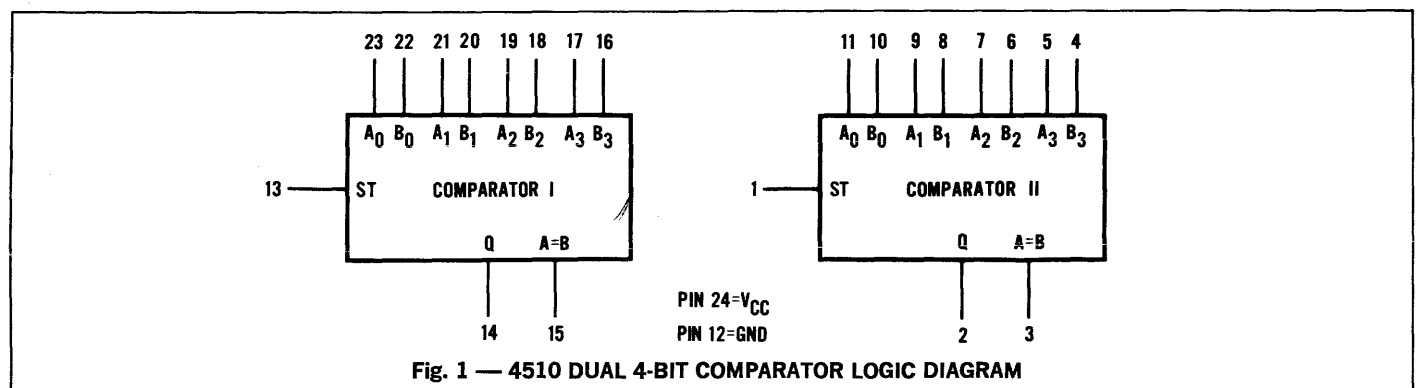 23 22 21 20 19 18 17 16
11 10 9 8 7 6 5 4
A0 B0 A1 B1 A2 B2 A3 B3
A0 B0 A1 B1 A2 B2 A3 B3
13 ST COMPARATOR I
1 ST COMPARATOR II
Q A=B
Q A=B
PIN 24=VCC
14 15
PIN 12=GND
2 3
Fig. 1 — 4510 DUAL 4-BIT COMPARATOR LOGIC DIAGRAM